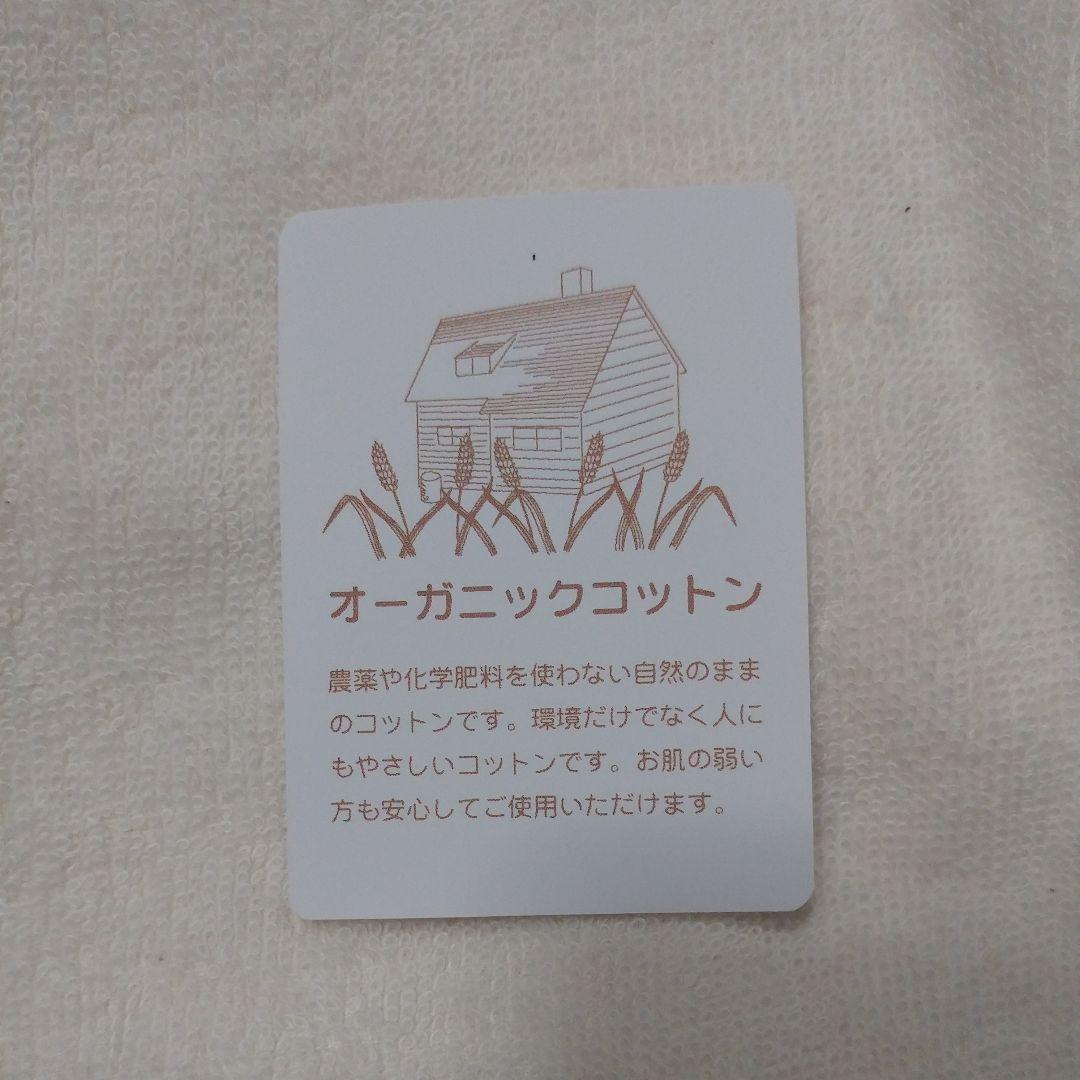 オーガニックコットン
農薬や化学肥料を使わない自然のまま
のコットンです。環境だけでなく人に
もやさしいコットンです。お肌の弱い
方も安心してご使用いただけます。